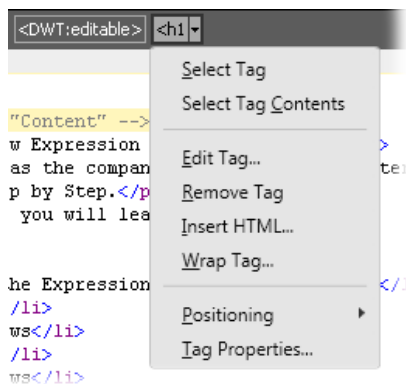 <DWT:editable> <h1
Select Tag
Select Tag Contents
"Content" -->
w Expression >
Edit Tag...
as the compan
p by Step.</p
Remove Tag
you will lea
Insert HTML...
Wrap Tag...
he Expression </
/li>
Positioning
ws</li>
Tag Properties...
/li>
ws</li>